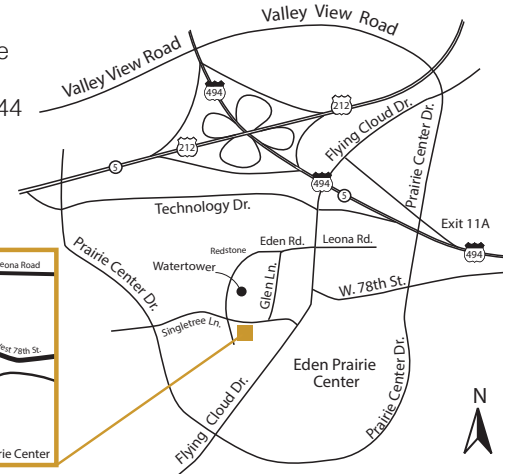 Valley View Road
e
Valley View Road
44
494
212
Flying Cloud Dr.
212
5
494
Prairie Center Dr.
5
Technology Dr.
Exit 11A
494
Redstone
Eden Rd.
Leona Rd.
Prairie Center Dr.
Watertower
Glen Ln.
W. 78th St.
eona Road
Singletree Ln.
est 78th St.
Eden Prairie
Center
Prairie Center Dr.
Flying Cloud Dr.
N
rie Center